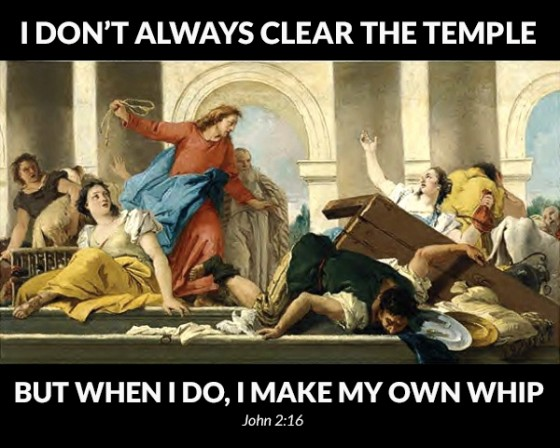 I DON’T ALWAYS CLEAR THE TEMPLE
BUT WHEN I DO, I MAKE MY OWN WHIP
John 2:16